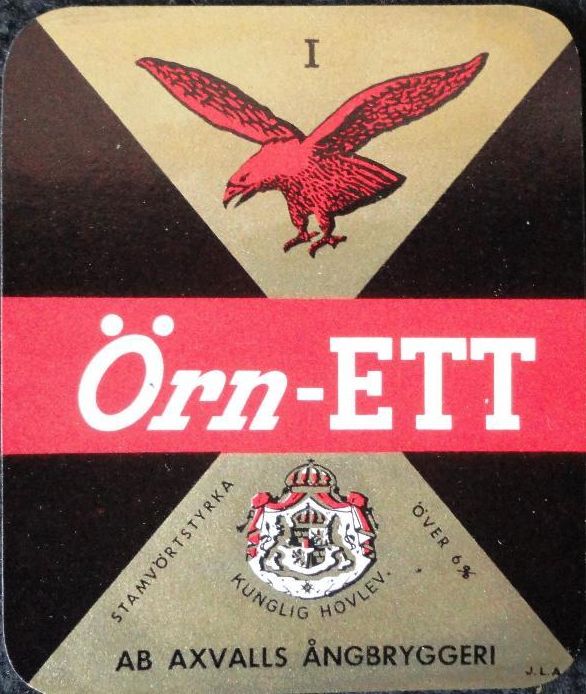 I
Örn-ETT
STAMVÖRTSTYRKA
ÖVER 6%
KUNGLIG HOVLEV.
AB AXVALLS ÅNGBRYGGERI
J.L.A.